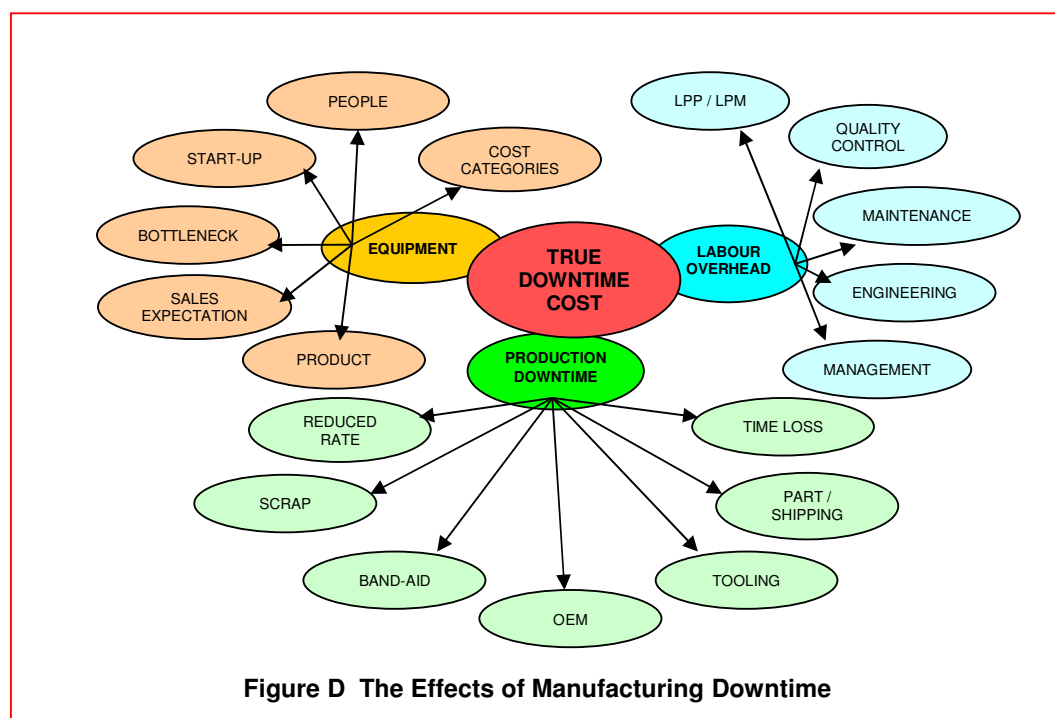 PEOPLE
START-UP
COST
CATEGORIES
BOTTLENECK
EQUIPMENT
SALES
EXPECTATION
PRODUCT
TRUE
DOWNTIME
COST
LPP / LPM
QUALITY
CONTROL
MAINTENANCE
LABOUR
OVERHEAD
ENGINEERING
MANAGEMENT
PRODUCTION
DOWNTIME
REDUCED
RATE
TIME LOSS
SCRAP
PART /
SHIPPING
BAND-AID
TOOLING
OEM
Figure D The Effects of Manufacturing Downtime